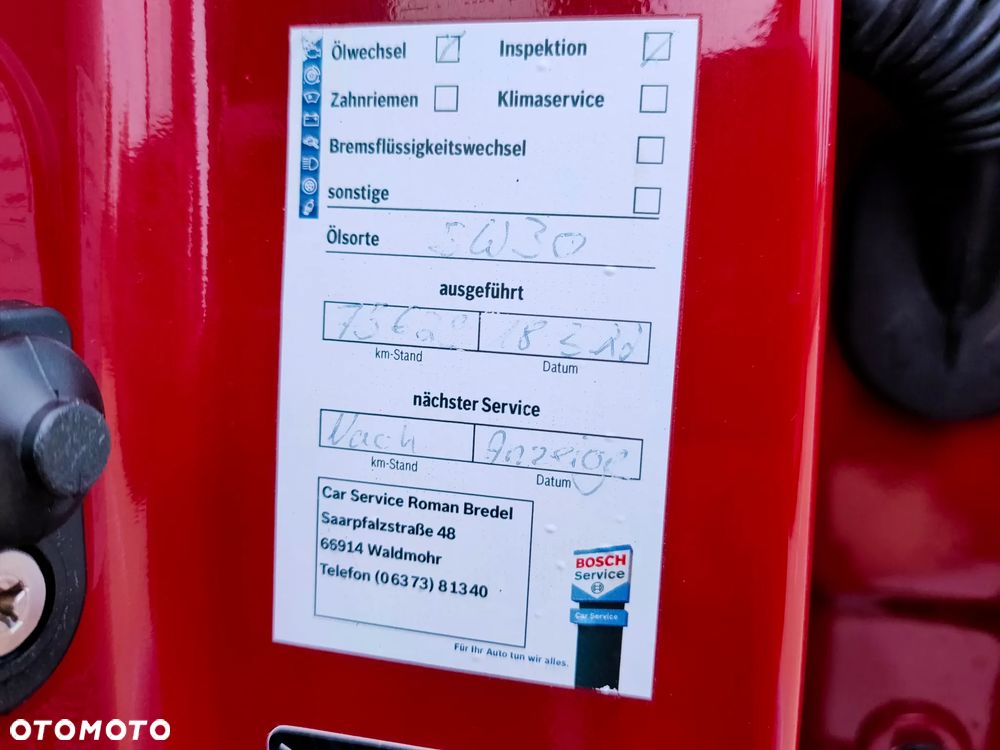 Ölwechsel Inspektion
Zahnriemen Klimaservice
Bremsflüssigkeitswechsel
sonstige
Ölsorte 5W30
ausgeführt
km-Stand Datum
nächster Service
Nach Anzeige
km-Stand Datum
Car Service Roman Bredel
Saarpfalzstraße 48
66914 Waldmohr
Telefon (06373) 81340
BOSCH
Service
Car Service
Für Ihr Auto tun wir alles.
OTOMOTO